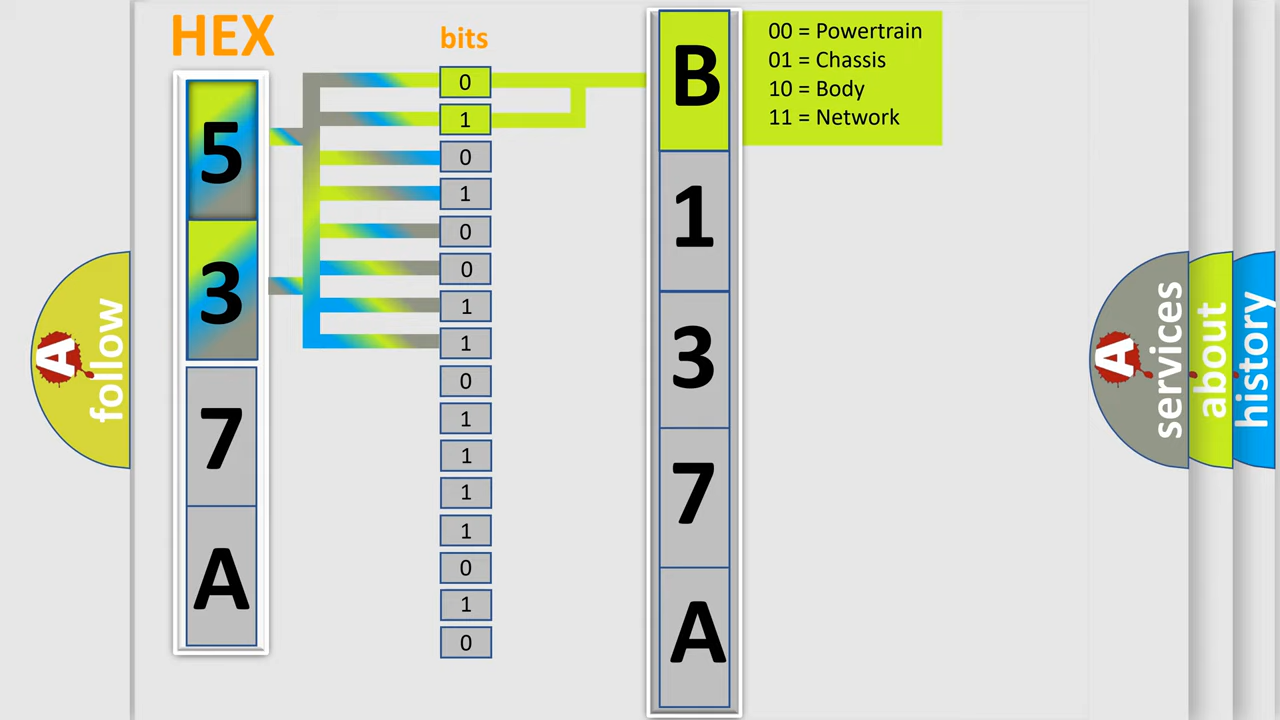 HEX
bits
5
3
7
A
0
1
0
1
0
0
1
1
0
1
1
1
1
0
1
0
B
1
3
7
A
00 = Powertrain
01 = Chassis
10 = Body
11 = Network
A
follow
A
services
about
history